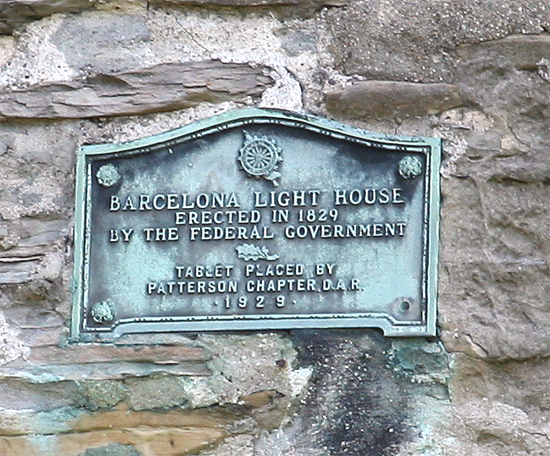 BARCELONA LIGHT HOUSE
ERECTED IN 1829
BY THE FEDERAL GOVERNMENT
TABLET PLACED BY
PATTERSON CHAPTER, D.A.R.
· 1929 ·